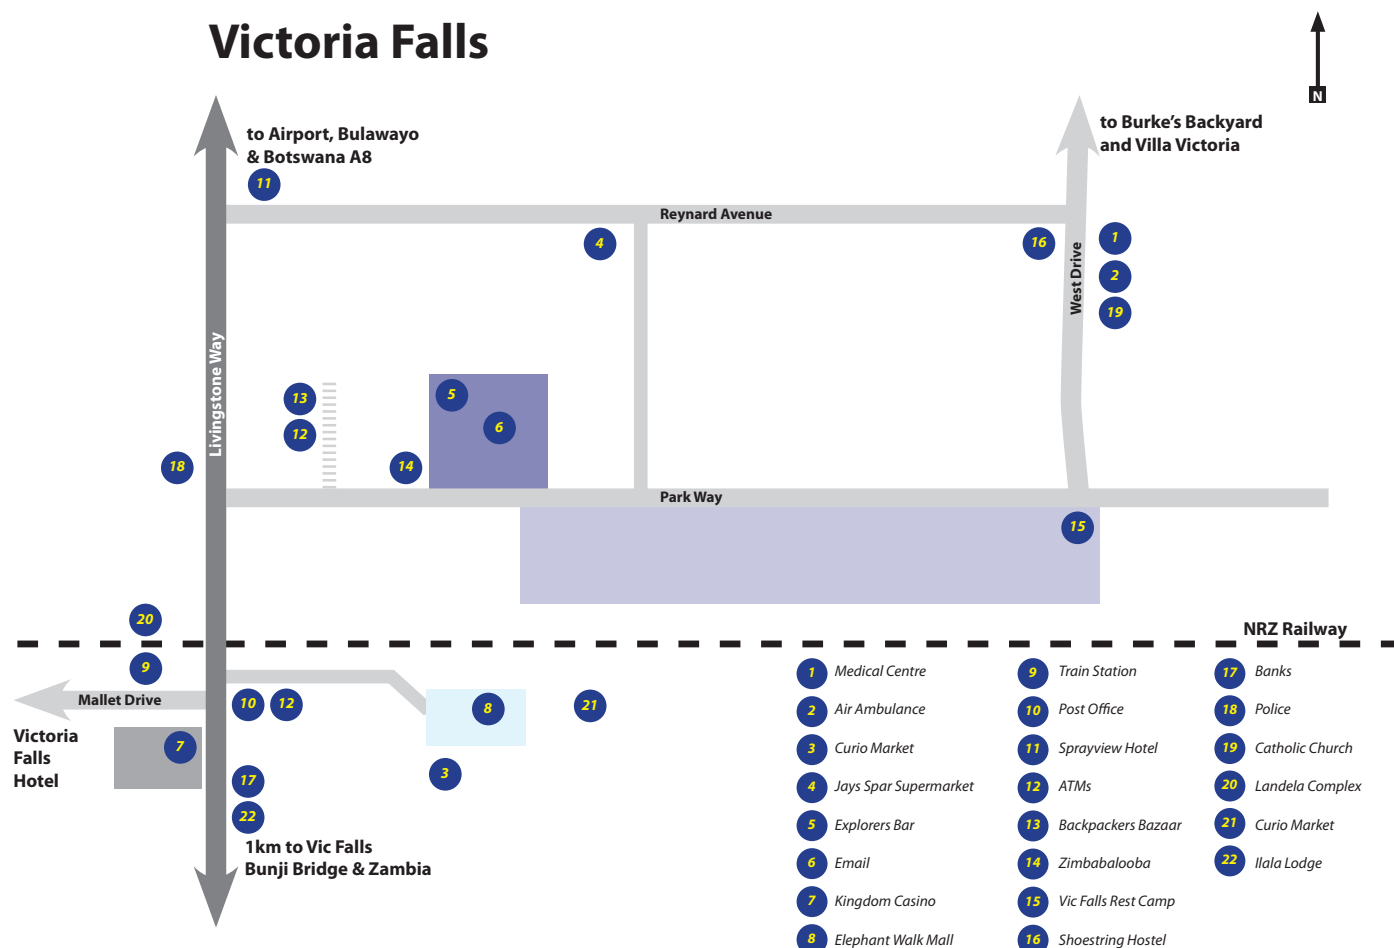 Victoria Falls
N
to Airport, Bulawayo
& Botswana A8
to Burke's Backyard
and Villa Victoria
11
Reynard Avenue
4
16
1
2
19
West Drive
Livingstone Way
13
12
5
6
18
14
Park Way
15
20
NRZ Railway
9
Mallet Drive
10
12
8
21
Victoria
Falls
Hotel
7
3
17
22
1km to Vic Falls
Bunji Bridge & Zambia
1 Medical Centre
2 Air Ambulance
3 Curio Market
4 Jays Spar Supermarket
5 Explorers Bar
6 Email
7 Kingdom Casino
8 Elephant Walk Mall
9 Train Station
10 Post Office
11 Sprayview Hotel
12 ATMs
13 Backpackers Bazaar
14 Zimbabalooba
15 Vic Falls Rest Camp
16 Shoestring Hostel
17 Banks
18 Police
19 Catholic Church
20 Landela Complex
21 Curio Market
22 Ilala Lodge